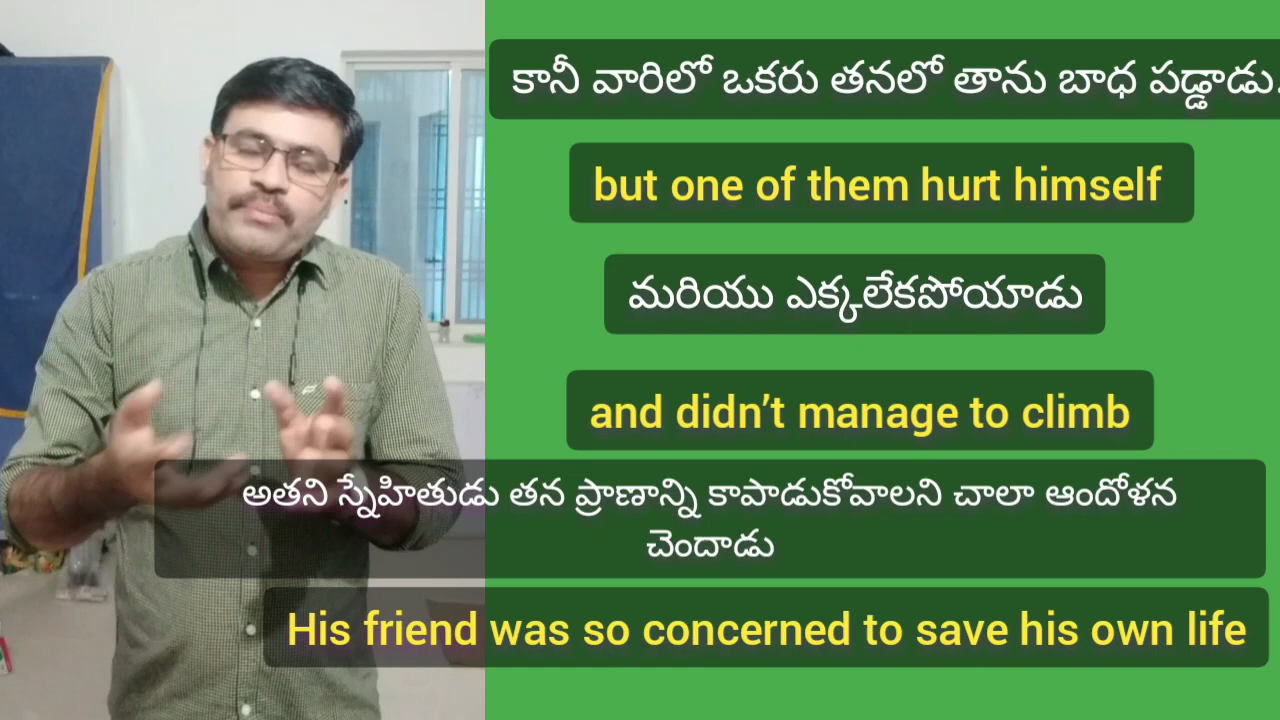 కానీ వారిలో ఒకరు తనలో తాను బాధ పడ్డాడు.
but one of them hurt himself
మరియు ఎక్కలేకపోయాడు
and didn't manage to climb
అతని స్నేహితుడు తన ప్రాణాన్ని కాపాడుకోవాలని చాలా ఆందోళన
చెందాడు
His friend was so concerned to save his own life